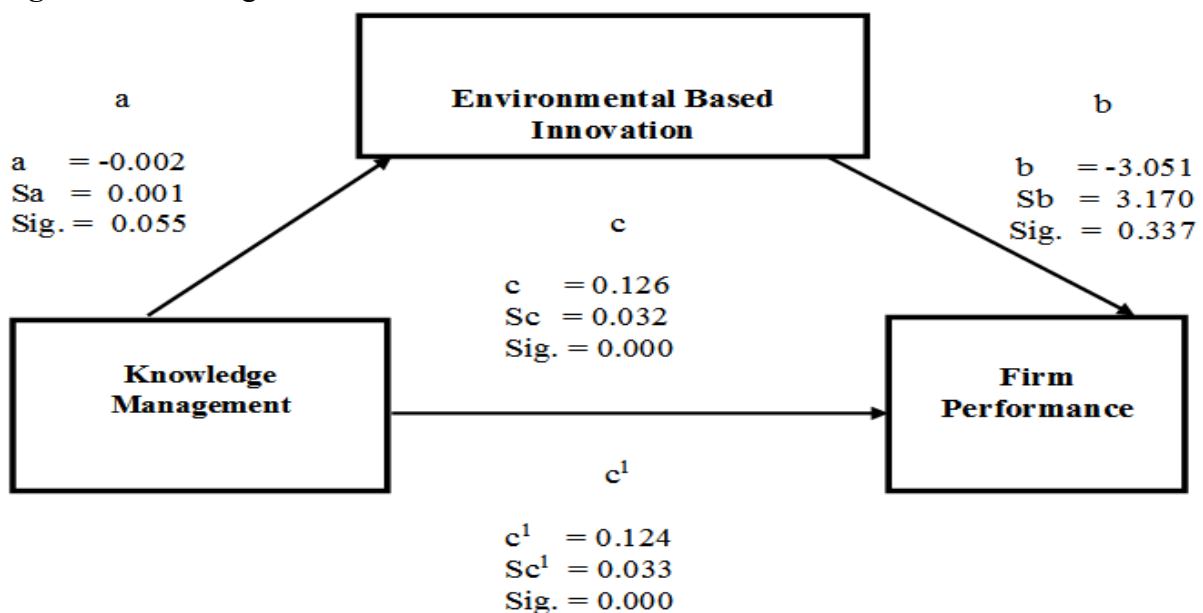 a
a = -0.002
Sa = 0.001
Sig. = 0.055
Environmental Based
Innovation
b
b = -3.051
Sb = 3.170
Sig. = 0.337
c
c = 0.126
Sc = 0.032
Sig. = 0.000
Knowledge
Management
Firm
Performance
c¹
c¹ = 0.124
Sc¹ = 0.033
Sig. = 0.000